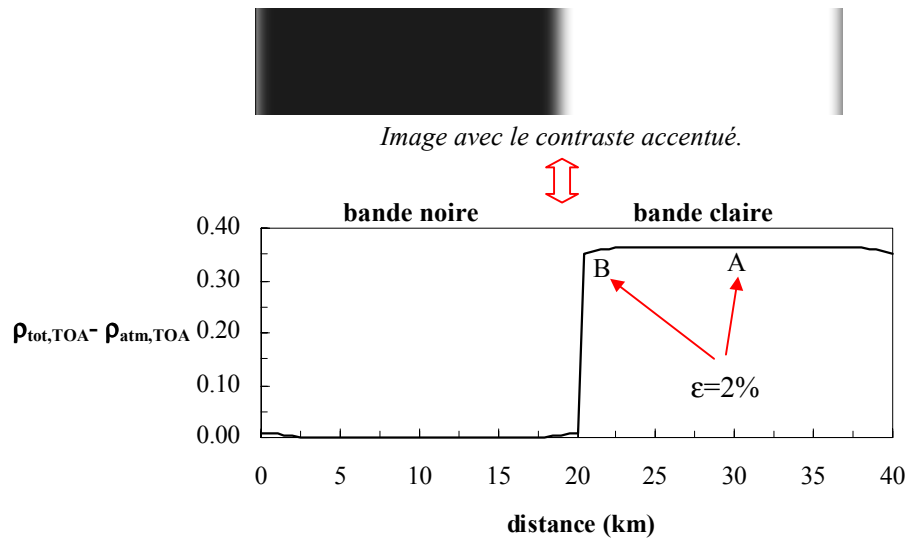 Image avec le contraste accentué.
bande noire
bande claire
0.40
0.30
0.20
0.10
0.00
ρtot,TOA- ρatm,TOA
B
A
ε=2%
0 5 10 15 20 25 30 35 40
distance (km)